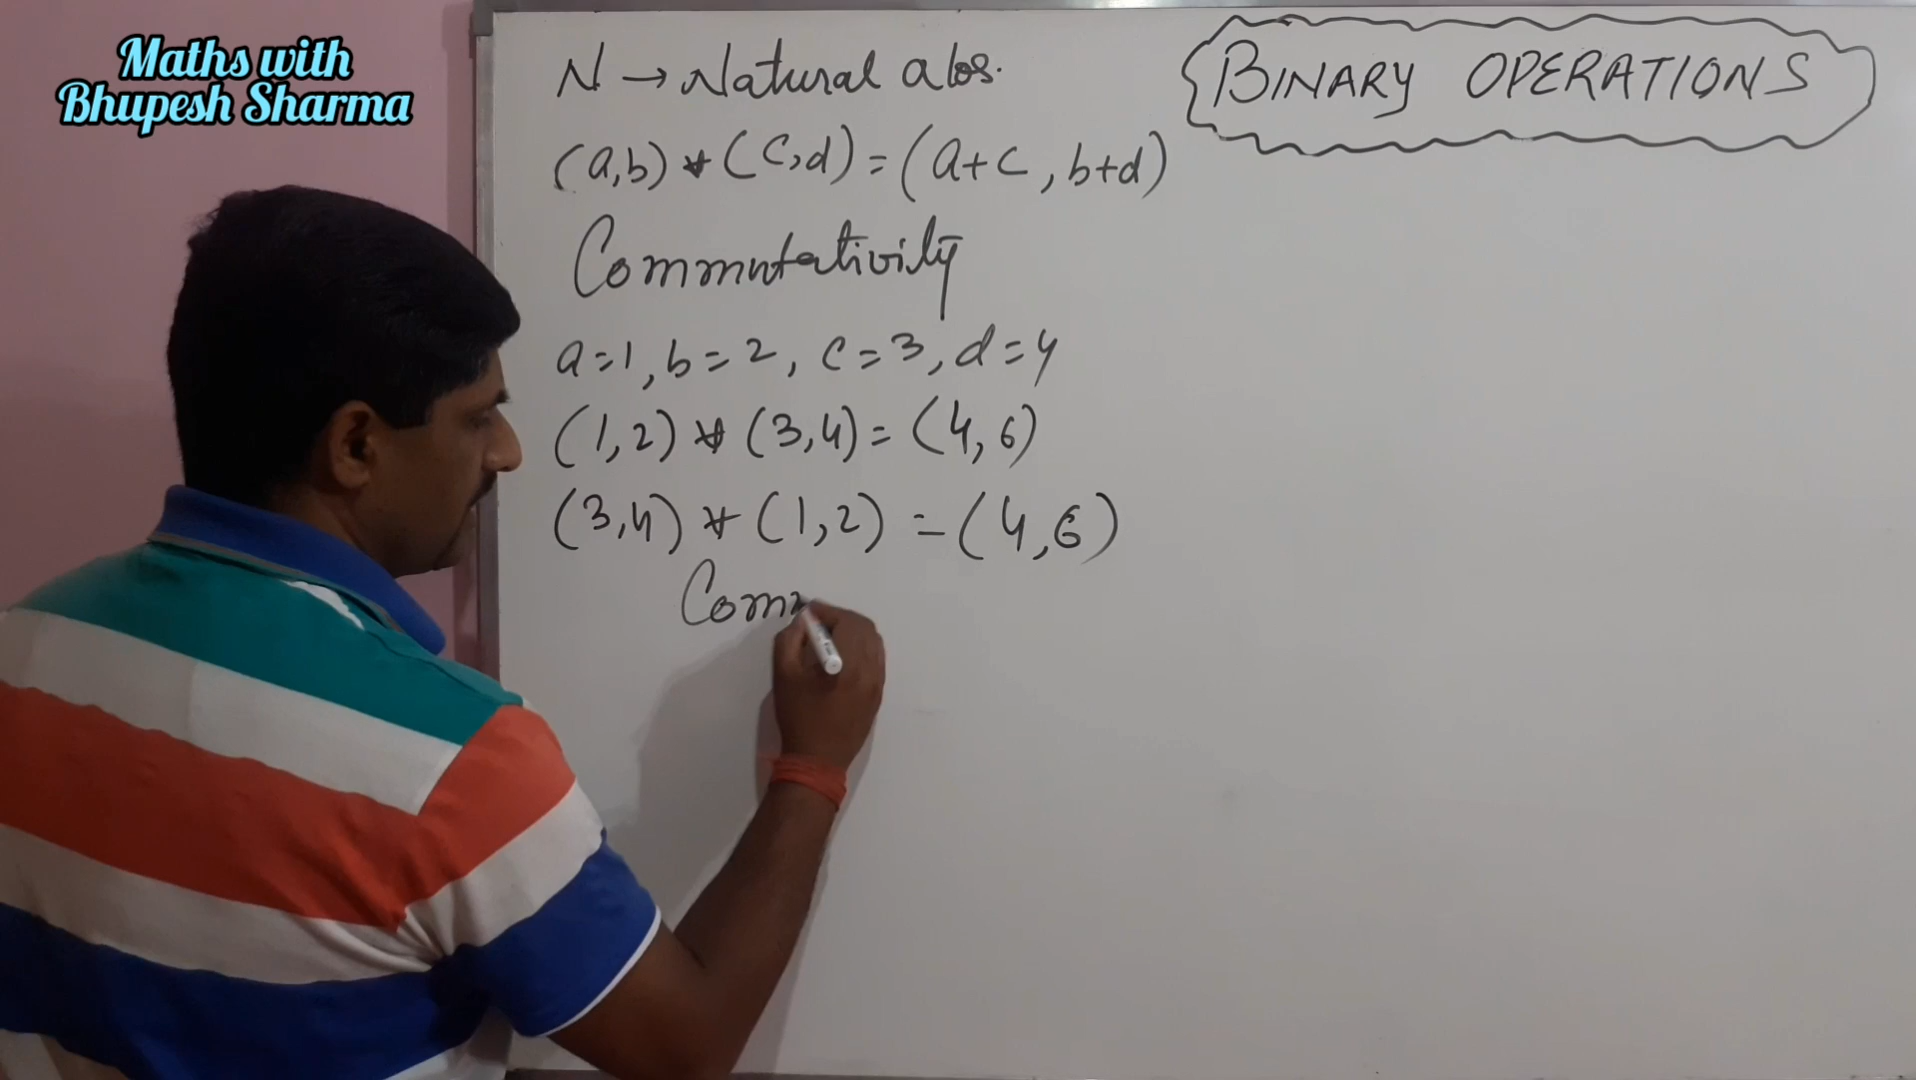 Maths with
Bhupesh Sharma
BINARY OPERATIONS
N → Natural
(a,b) * (c,d) = (a+c, b+d)
Commutativity
a=1, b=2, c=3, d=4
(1,2) * (3,4) = (4,6)
(3,4) * (1,2) = (4,6)
Com